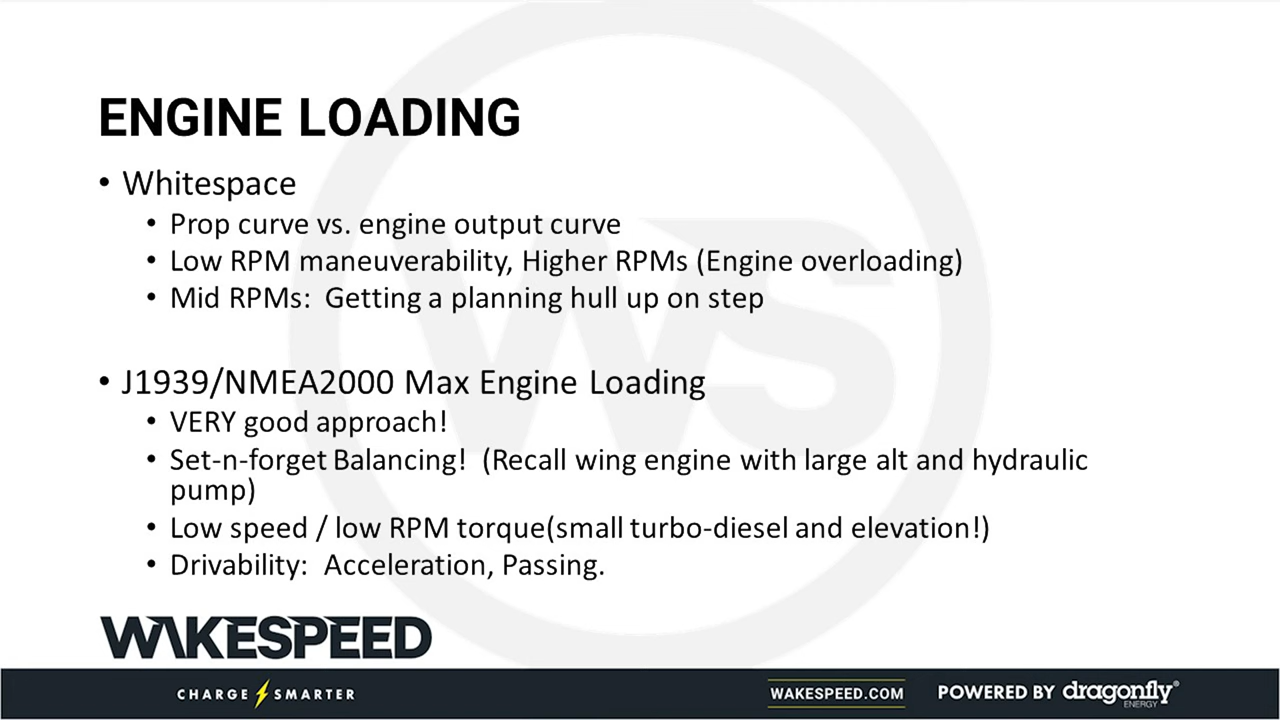 ENGINE LOADING
• Whitespace
• Prop curve vs. engine output curve
• Low RPM maneuverability, Higher RPMs (Engine overloading)
• Mid RPMs: Getting a planning hull up on step
• J1939/NMEA2000 Max Engine Loading
• VERY good approach!
• Set-n-forget Balancing! (Recall wing engine with large alt and hydraulic
pump)
• Low speed / low RPM torque(small turbo-diesel and elevation!)
• Drivability: Acceleration, Passing.
WS
WAKESPEED
CHARGE SMARTER
WAKESPEED.COM
POWERED BY dragonfly®
ENERGY